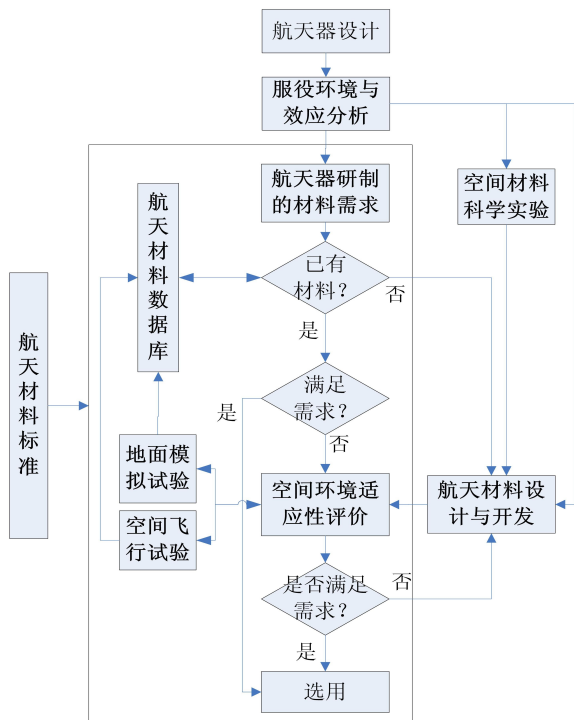 航天器设计
服役环境与
效应分析
航天器研制
的材料需求
空间材料
科学实验
航
天
材
料
数
据
库
已有
材料？
否
是
航
天
材
料
标
准
满足
需求？
是
否
地面模
拟试验
空间飞
行试验
空间环境适
应性评价
航天材料设
计与开发
是否满足
需求？
否
是
选用